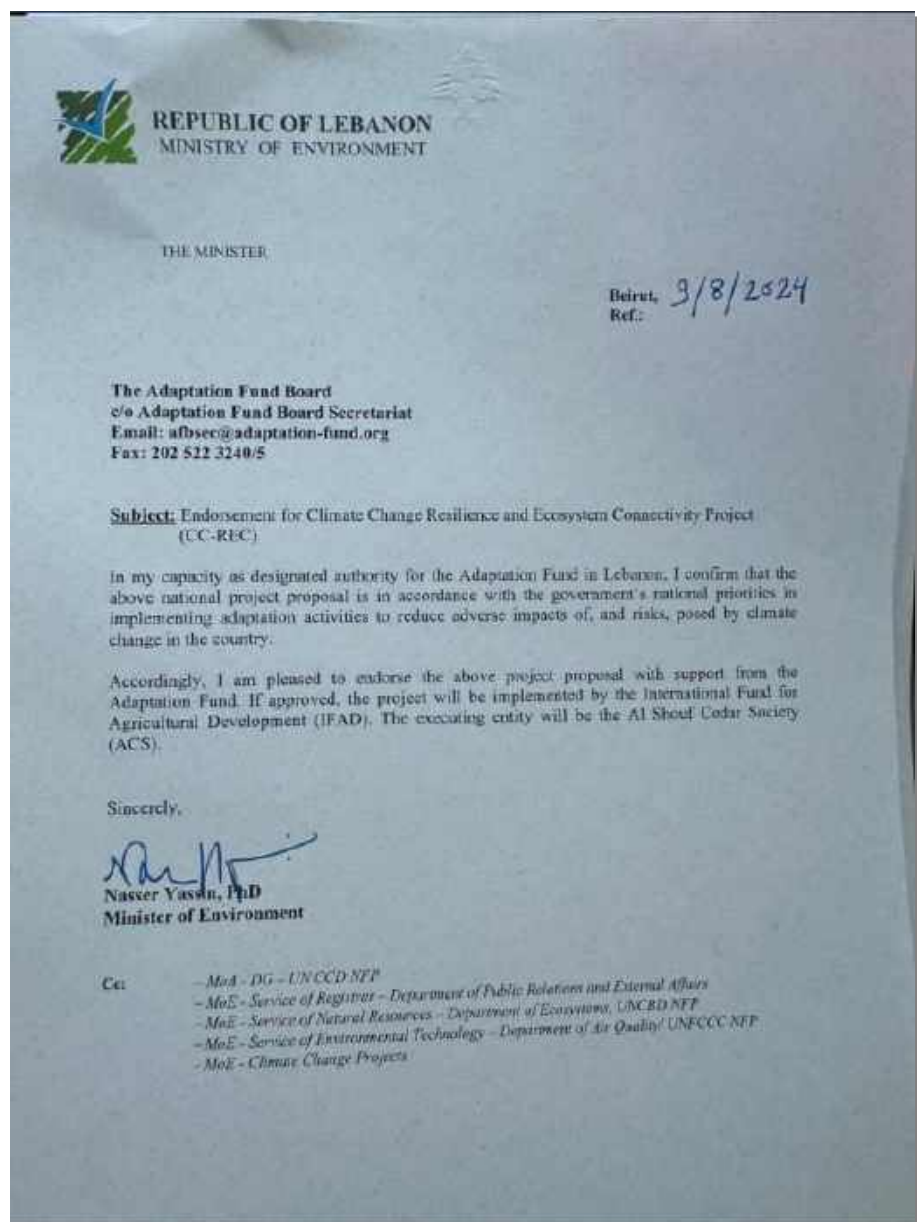 REPUBLIC OF LEBANON
MINISTRY OF ENVIRONMENT
THE MINISTER
Beirut, 9/8/2024
Ref.:
The Adaptation Fund Board
c/o Adaptation Fund Board Secretariat
Email: afbsec@adaptation-fund.org
Fax: 202 522 3240/5
Subject: Endorsement for Climate Change Resilience and Ecosystem Connectivity Project
(CC-REC)
In my capacity as designated authority for the Adaptation Fund in Lebanon, I confirm that the
above national project proposal is in accordance with the government's national priorities in
implementing adaptation activities to reduce adverse impacts of, and risks, posed by climate
change in the country.
Accordingly, I am pleased to endorse the above project proposal with support from the
Adaptation Fund. If approved, the project will be implemented by the International Fund for
Agricultural Development (IFAD). The executing entity will be the Al Shouf Cedar Society
(ACS).
Sincerely,
Nasser Yassin, PhD
Minister of Environment
Cc:
- MoA - DG - UNCCD NFP
- MoE - Service of Registrar - Department of Public Relations and External Affairs
- MoE - Service of Natural Resources - Department of Ecosystems, UNCBD NFP
- MoE - Service of Environmental Technology - Department of Air Quality/ UNFCCC NFP
- MoE - Climate Change Projects